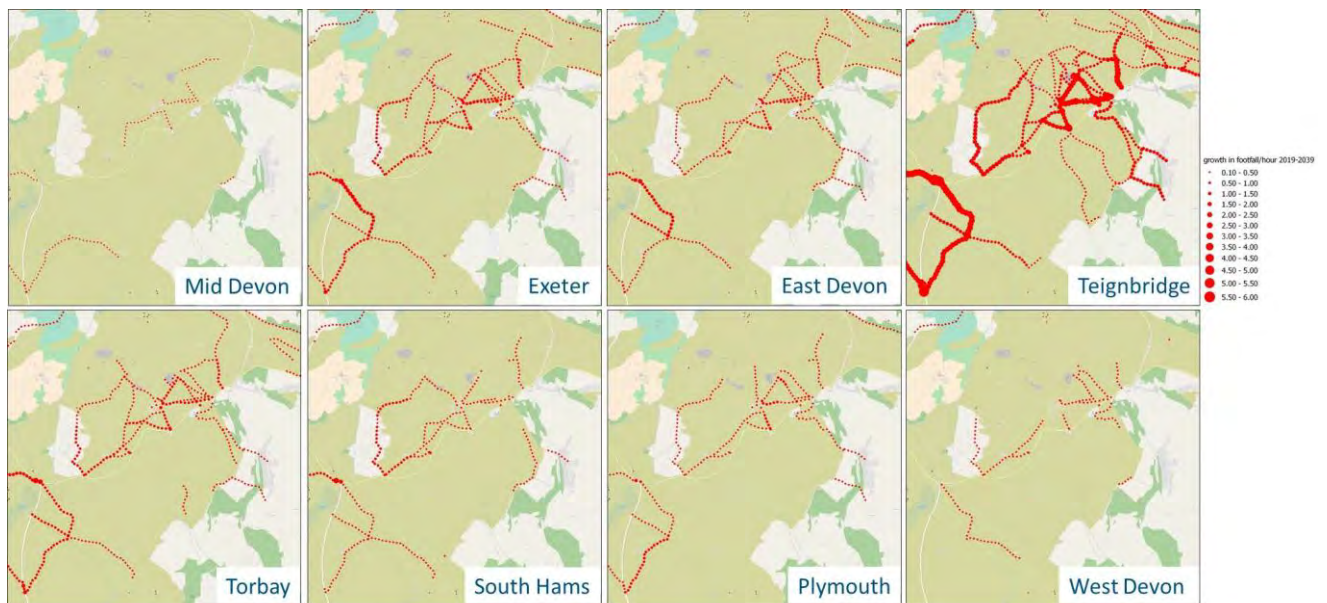 Mid Devon
Exeter
East Devon
Teignbridge
growth in footfall/hour 2019-2039
0.10 - 0.50
0.50 - 1.00
1.00 - 1.50
1.50 - 2.00
2.00 - 2.50
2.50 - 3.00
3.00 - 3.50
3.50 - 4.00
4.00 - 4.50
4.50 - 5.00
5.00 - 5.50
5.50 - 6.00
Torbay
South Hams
Plymouth
West Devon